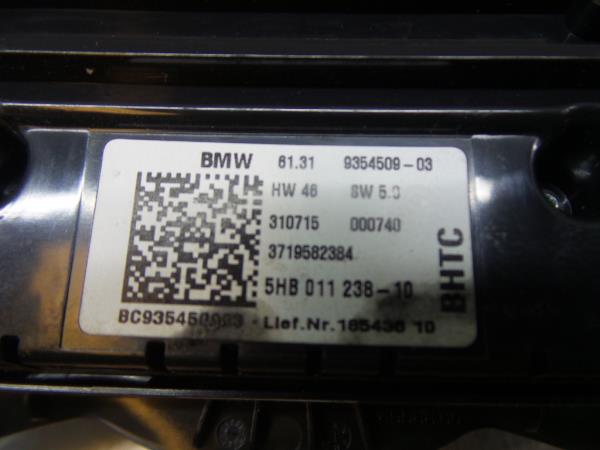 BMW 61.31 9354509-03
HW 46 SW 5.0
310715 000740
3719582384
5HB 011 238-10
Lief.Nr. 185436 10
BHTC